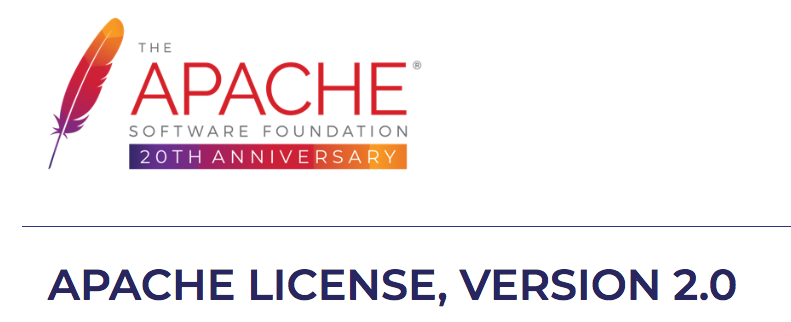 THE
APACHE®
SOFTWARE FOUNDATION
20TH ANNIVERSARY
APACHE LICENSE, VERSION 2.0